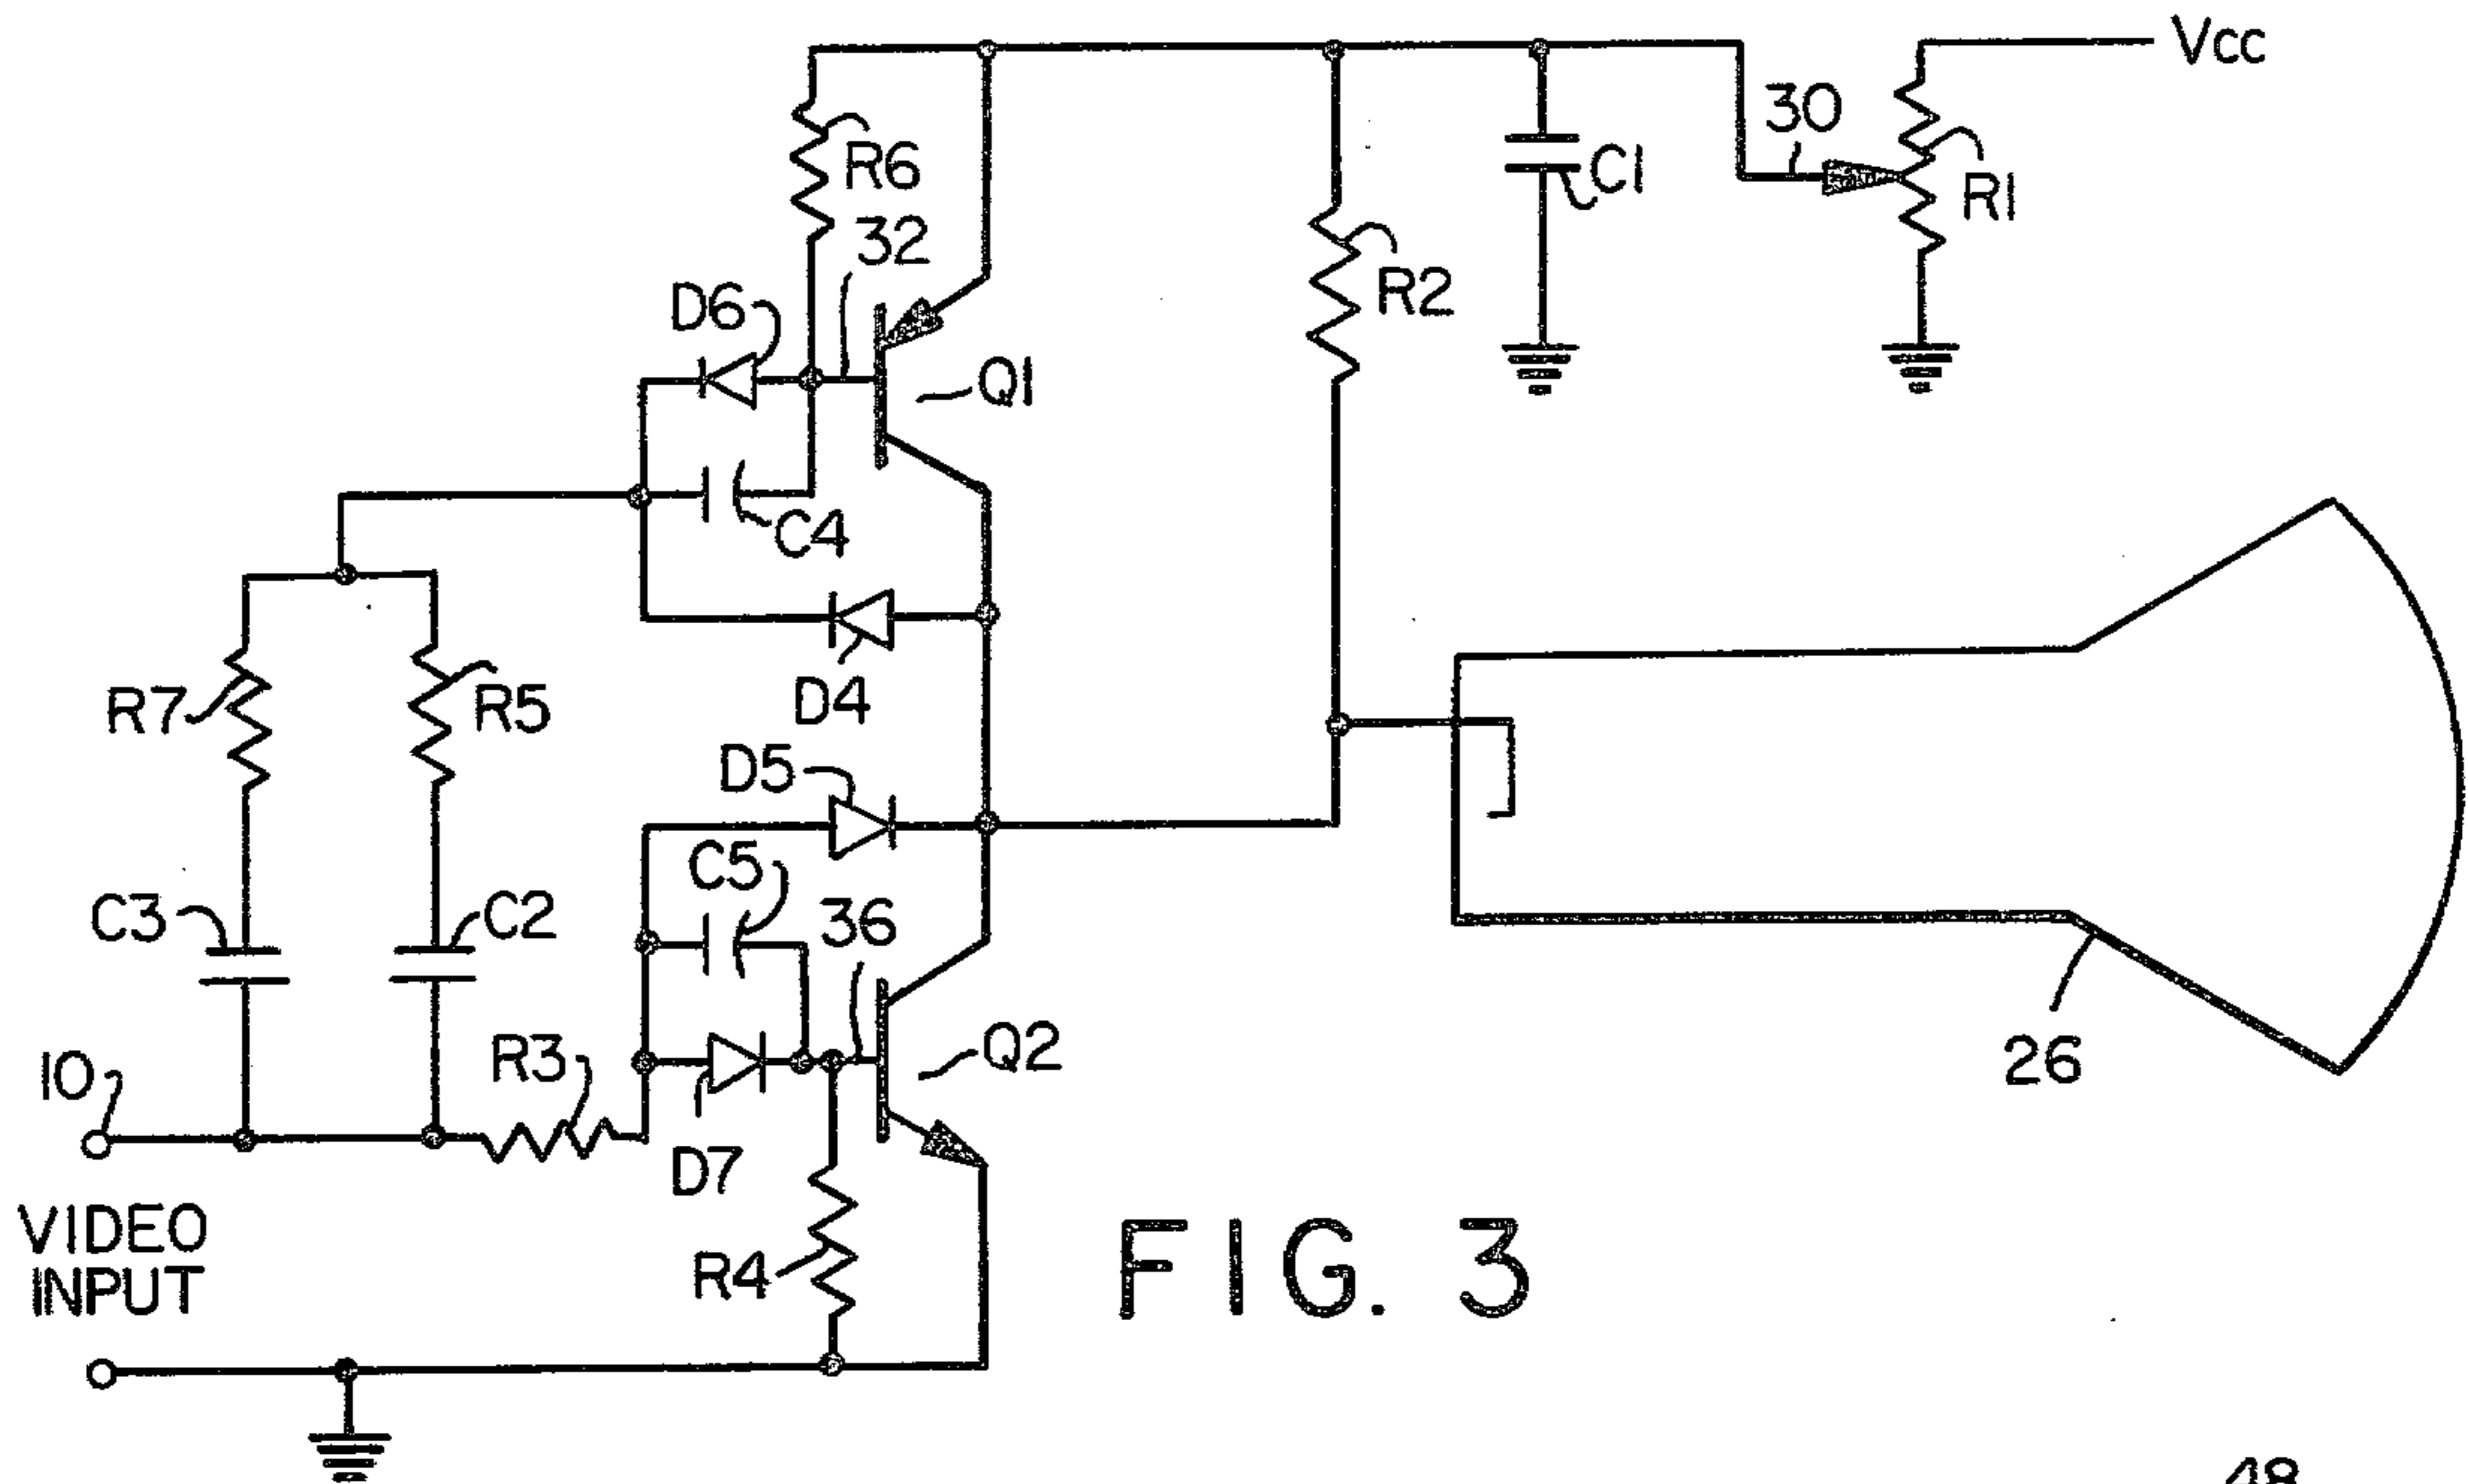 Vcc
30
R6
C1
R1
32
R2
D6
Q1
C4
R7
R5
D4
D5
C5
C3
C2
36
R3
Q2
10
26
D7
VIDEO
INPUT
R4
FIG. 3
48